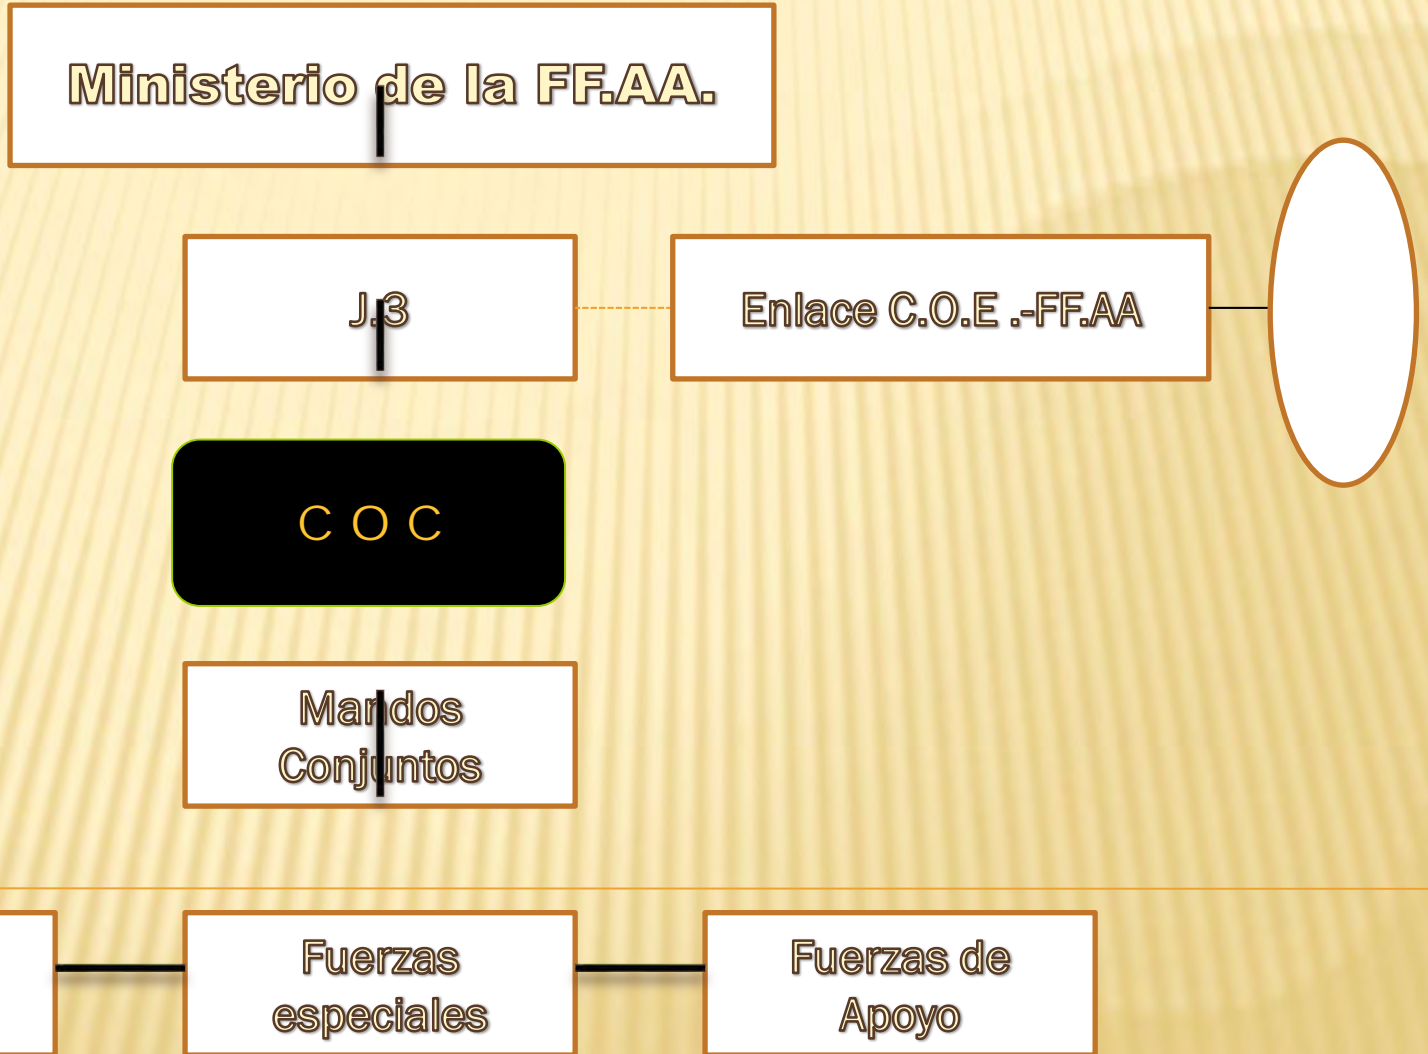 Ministerio de la FF.AA.
J.3
Enlace C.O.E .-FF.AA
C O C
Mandos
Conjuntos
Fuerzas
especiales
Fuerzas de
Apoyo